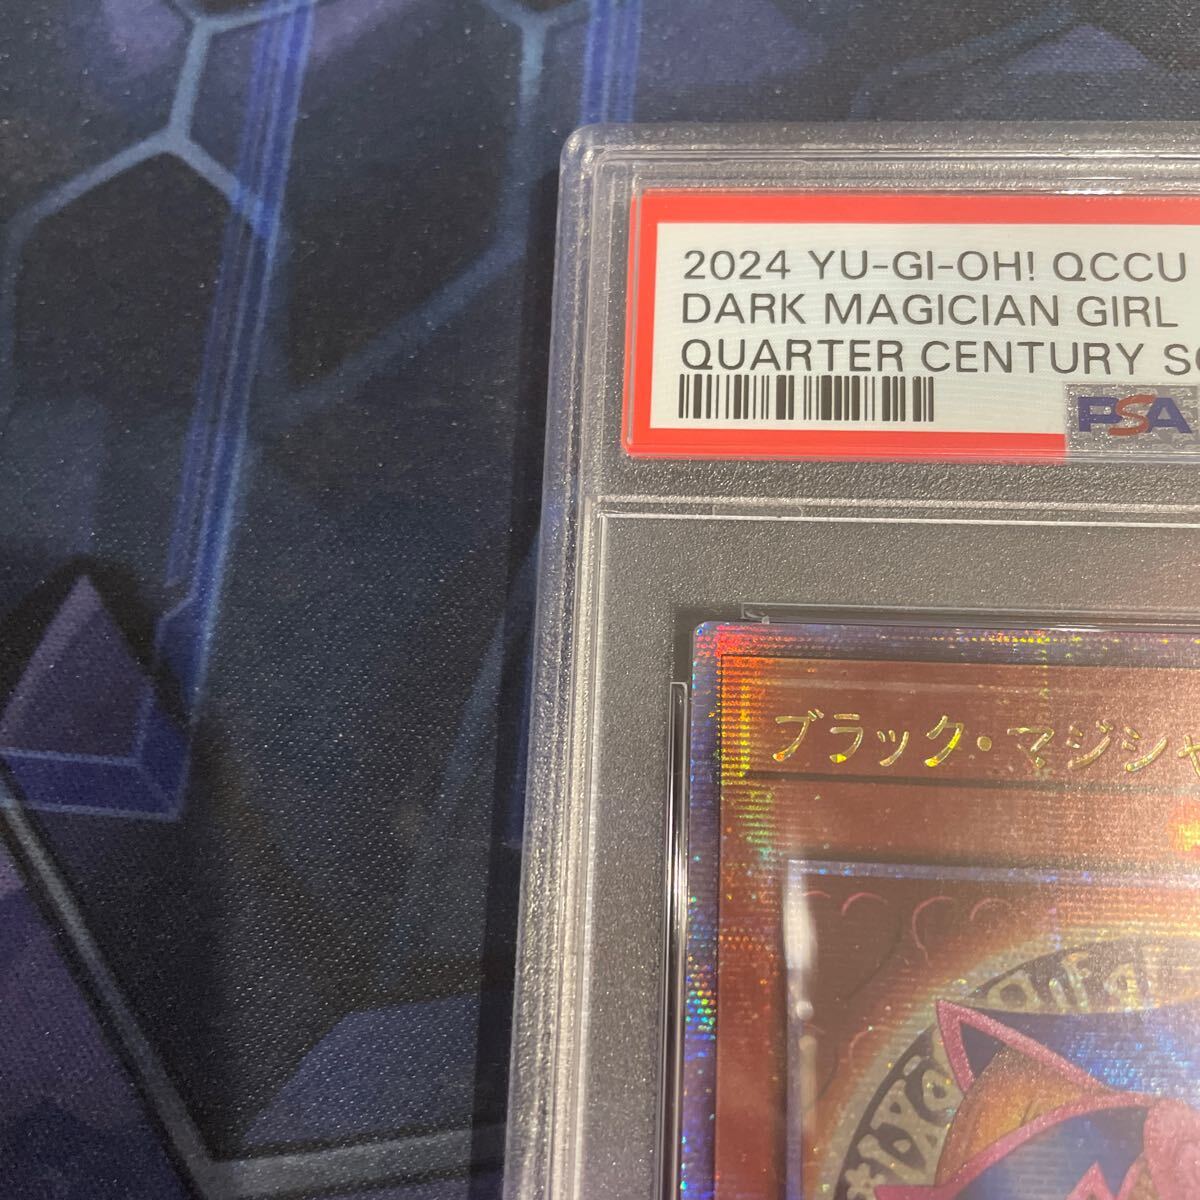 2024 YU-GI-OH! QCCU
DARK MAGICIAN GIRL
QUARTER CENTURY
PSA
ブラック・マジシャ